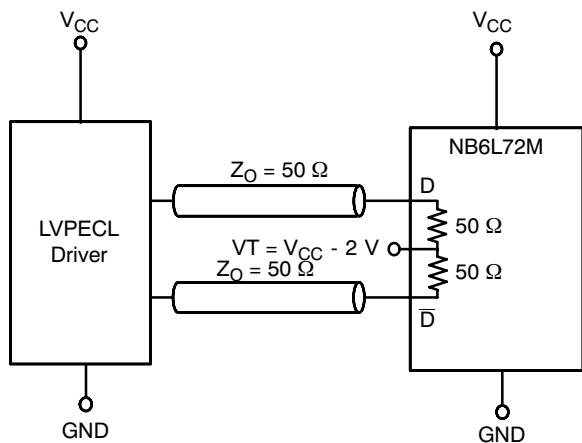 VCC
VCC
NB6L72M
ZO = 50 Ω
D
LVPECL
Driver
50 Ω
VT = VCC - 2 V
ZO = 50 Ω
50 Ω
D̅
GND
GND